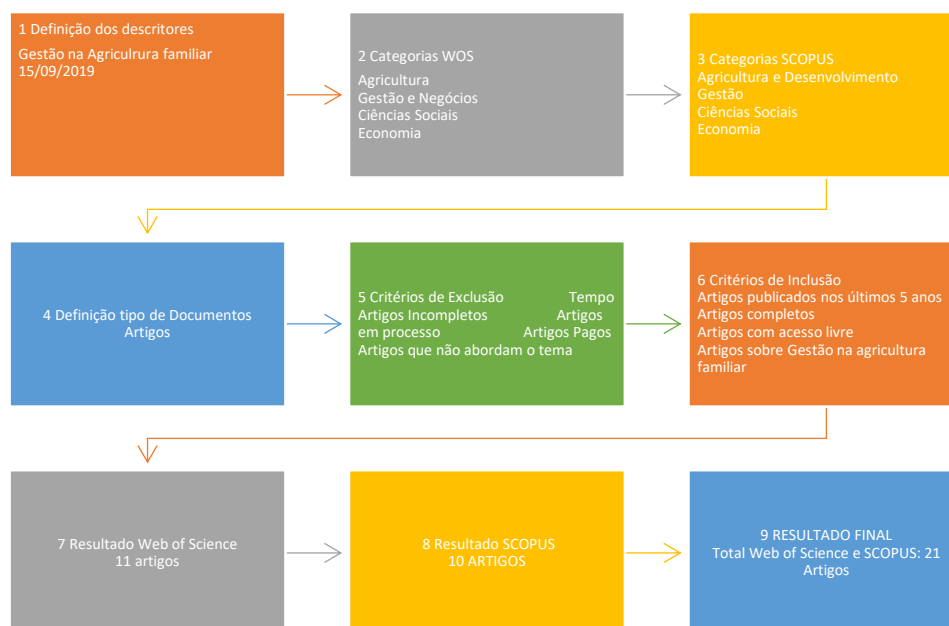 1 Definição dos descritores
Gestão na Agriculrura familiar
15/09/2019
2 Categorias WOS
Agricultura
Gestão e Negócios
Ciências Sociais
Economia
3 Categorias SCOPUS
Agricultura e Desenvolvimento
Gestão
Ciências Sociais
Economia
4 Definição tipo de Documentos
Artigos
5 Critérios de Exclusão Tempo
Artigos Incompletos Artigos
em processo Artigos Pagos
Artigos que não abordam o tema
6 Critérios de Inclusão
Artigos publicados nos últimos 5 anos
Artigos completos
Artigos com acesso livre
Artigos sobre Gestão na agricultura
familiar
7 Resultado Web of Science
11 artigos
8 Resultado SCOPUS
10 ARTIGOS
9 RESULTADO FINAL
Total Web of Science e SCOPUS: 21
Artigos